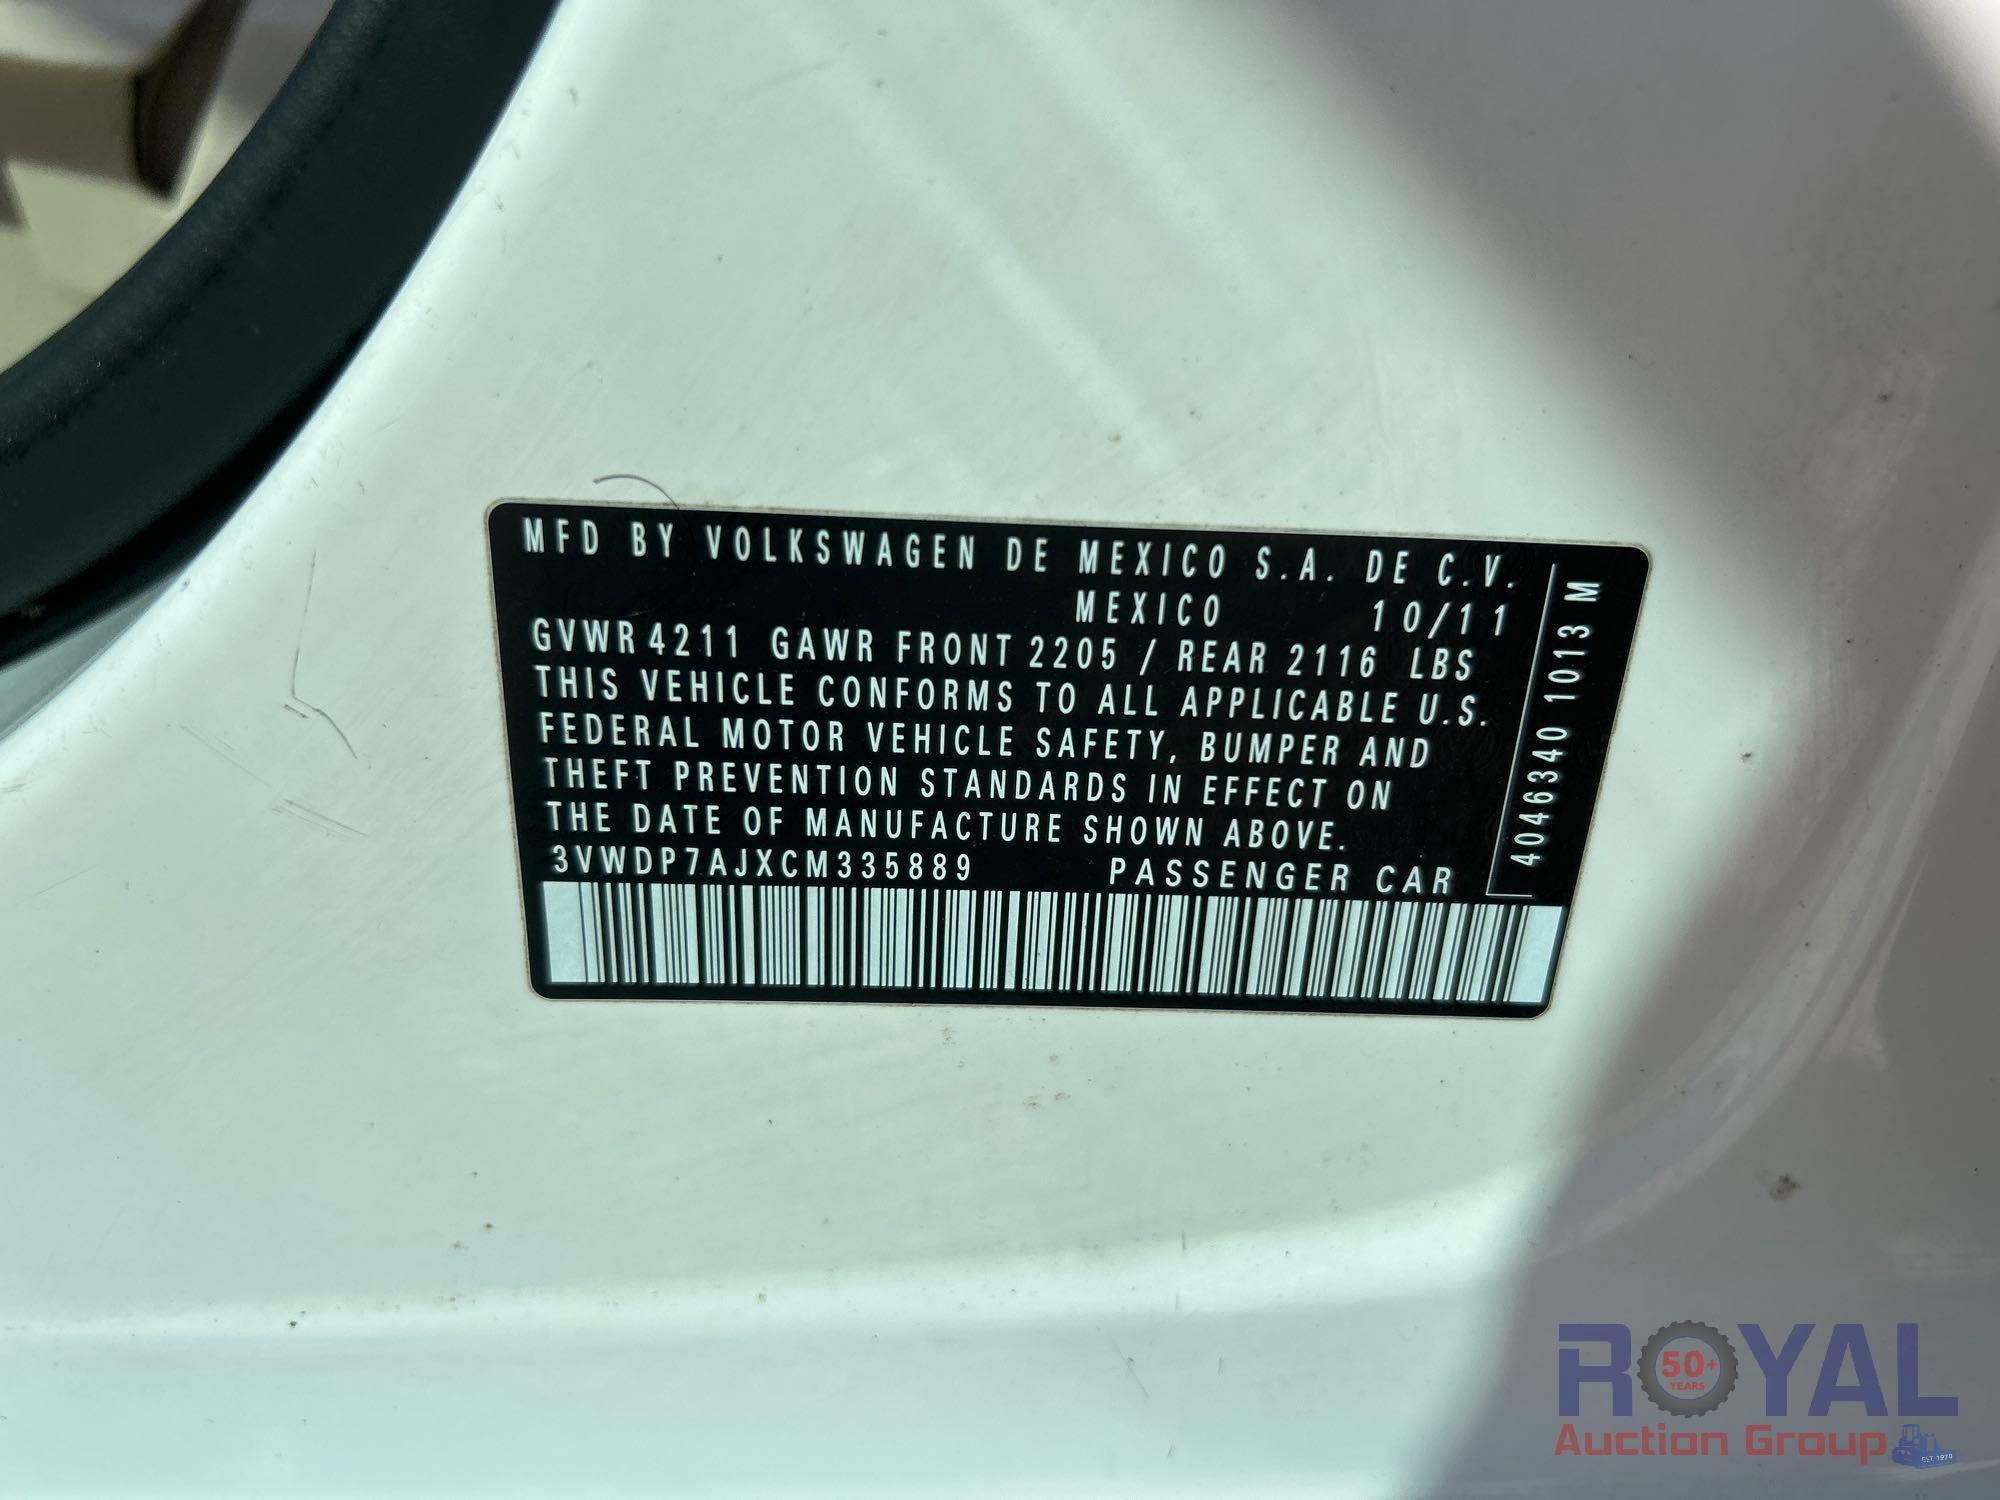 MFD BY VOLKSWAGEN DE MEXICO S.A. DE C.V.
MEXICO 10/11
GVWR 4211 GAWR FRONT 2205 / REAR 2116 LBS
THIS VEHICLE CONFORMS TO ALL APPLICABLE U.S.
FEDERAL MOTOR VEHICLE SAFETY, BUMPER AND
THEFT PREVENTION STANDARDS IN EFFECT ON
THE DATE OF MANUFACTURE SHOWN ABOVE.
3VWDP7AJXCM335889 PASSENGER CAR
4046340 1013 M
ROYAL
50+
YEARS
Auction Group
EST. 1970